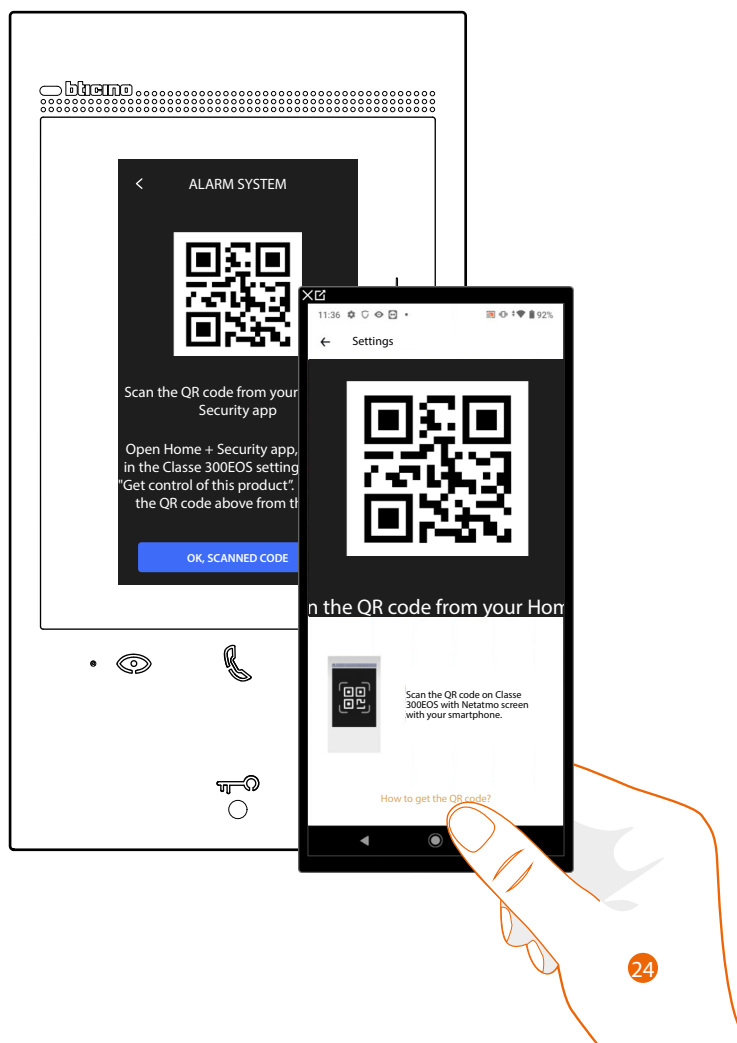 bticino
ALARM SYSTEM
Scan the QR code from your
Security app
Open Home + Security app,
in the Classe 300EOS setting
"Get control of this product".
the QR code above from th
OK, SCANNED CODE
11:36
92%
Settings
n the QR code from your Hom
Scan the QR code on Classe
300EOS with Netatmo screen
with your smartphone.
How to get the QR code?
24